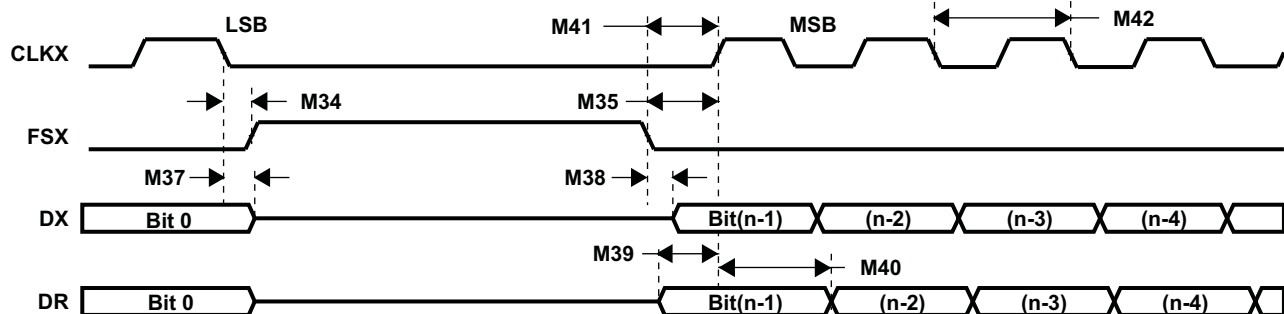 LSB M41 MSB M42
CLKX
M34 M35
FSX
M37 M38
DX Bit 0 Bit(n-1) (n-2) (n-3) (n-4)
M39 M40
DR Bit 0 Bit(n-1) (n-2) (n-3) (n-4)